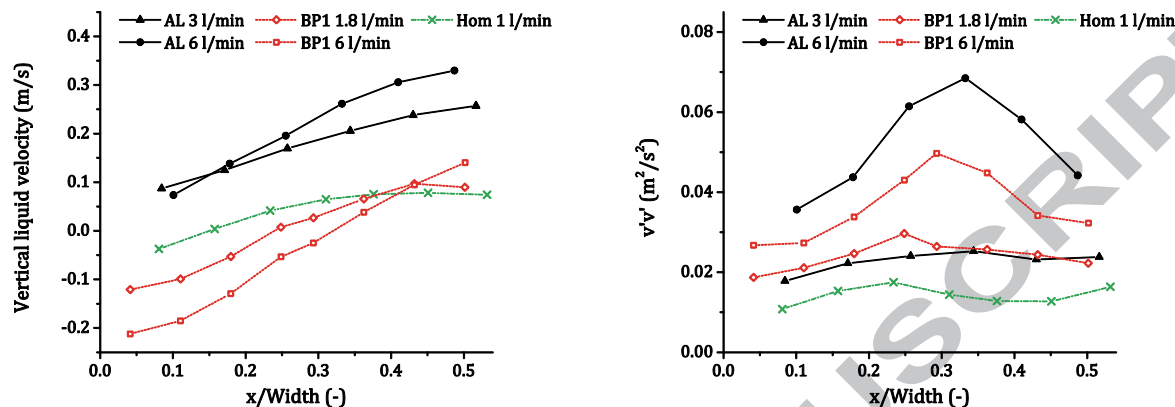 AL 3 l/min BP1 1.8 l/min Hom 1 l/min
AL 6 l/min BP1 6 l/min
Vertical liquid velocity (m/s)
0.4
0.3
0.2
0.1
0.0
-0.1
-0.2
0.0 0.1 0.2 0.3 0.4 0.5
x/Width (-)
AL 3 l/min BP1 1.8 l/min Hom 1 l/min
AL 6 l/min BP1 6 l/min
v'v' (m²/s²)
0.08
0.06
0.04
0.02
0.00
0.0 0.1 0.2 0.3 0.4 0.5
x/Width (-)